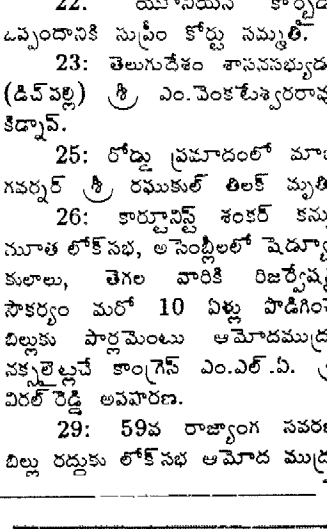 22: యూనియన్ కార్బైడ్
ఒప్పందానికి సుప్రీం కోర్టు సమ్మతి.
23: తెలుగుదేశం శాసనసభ్యుడు
(డిచ్‌పల్లి) శ్రీ ఎం.వెంకటేశ్వరరావు
కిడ్నాప్.
25: రోడ్డు ప్రమాదంలో మాజీ
గవర్నర్ శ్రీ రఘుకుల్ తిలక్ మృతి
26: కార్టూనిస్ట్ శంకర్ కన్ను
మూత లోక్‌సభ, అసెంబ్లీలలో షెడ్యూ
కులాలు, తెగల వారికి రిజర్వేష
సౌకర్యం మరో 10 ఏళ్లు పొడిగించ
బిల్లుకు పార్లమెంటు ఆమోదముద్ర
నక్సలైట్లచే కాంగ్రెస్ ఎం.ఎల్.ఏ.
విఠల్ రెడ్డి అపహరణ.
29: 59వ రాజ్యాంగ సవరణ
బిల్లు రద్దుకు లోక్‌సభ ఆమోద ముద్ర